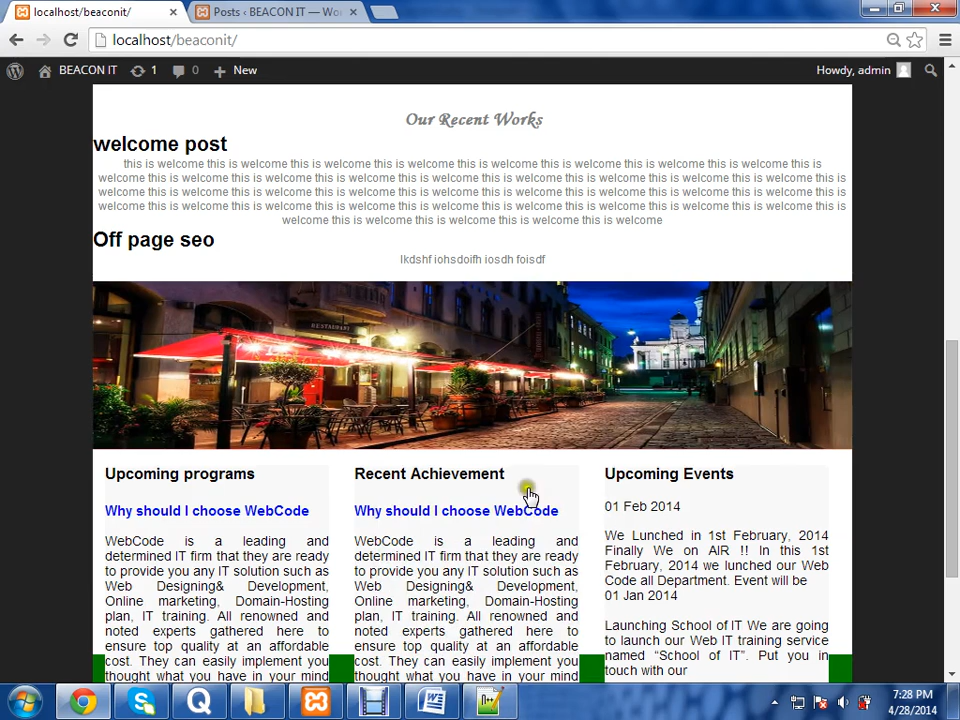 localhost/beaconit/
Posts ‹ BEACON IT — Wor
localhost/beaconit/
BEACON IT 1 0 New
Howdy, admin
Our Recent Works
welcome post
this is welcome this is welcome this is welcome this is welcome this is welcome this is welcome this is welcome this is
welcome this is welcome this is welcome this is welcome this is welcome this is welcome this is welcome this is welcome this is
welcome this is welcome this is welcome this is welcome this is welcome this is welcome this is welcome this is welcome this is
welcome this is welcome this is welcome this is welcome this is welcome this is welcome this is welcome this is welcome this is
welcome this is welcome this is welcome this is welcome this is welcome
Off page seo
lkdshf iohsdoifh iosdh foisdf
RESTAURANT
Upcoming programs
Why should I choose WebCode
WebCode is a leading and
determined IT firm that they are ready
to provide you any IT solution such as
Web Designing& Development,
Online marketing, Domain-Hosting
plan, IT training. All renowned and
noted experts gathered here to
ensure top quality at an affordable
cost. They can easily implement you
thought what you have in your mind
Recent Achievement
Why should I choose WebCode
WebCode is a leading and
determined IT firm that they are ready
to provide you any IT solution such as
Web Designing& Development,
Online marketing, Domain-Hosting
plan, IT training. All renowned and
noted experts gathered here to
ensure top quality at an affordable
cost. They can easily implement you
thought what you have in your mind
Upcoming Events
01 Feb 2014
We Lunched in 1st February, 2014
Finally We on AIR !! In this 1st
February, 2014 we lunched our Web
Code all Department. Event will be
01 Jan 2014
Launching School of IT We are going
to launch our Web IT training service
named “School of IT”. Put you in
touch with our
7:28 PM
4/28/2014